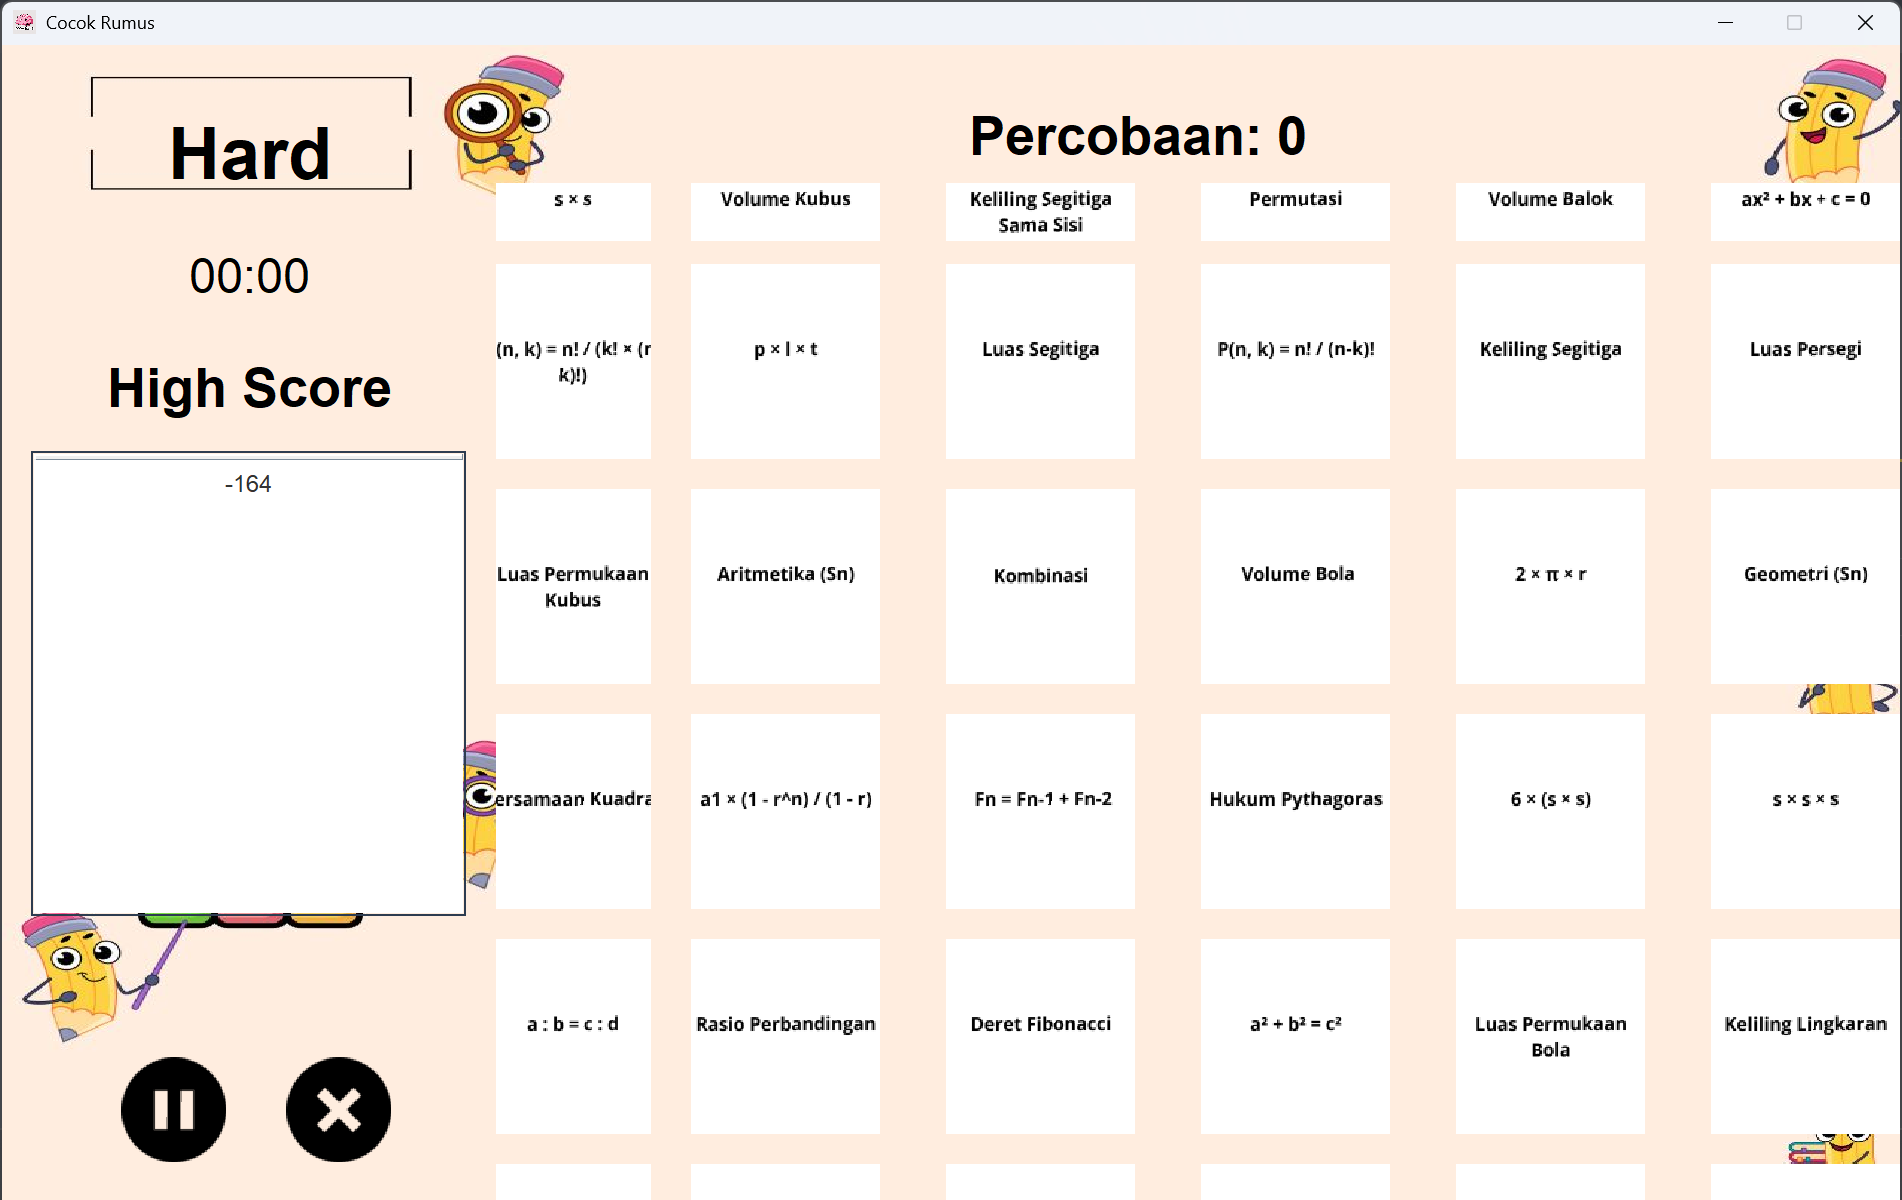 Cocok Rumus
Hard
Percobaan: 0
00:00
High Score
-164
s × s
Volume Kubus
Keliling Segitiga
Sama Sisi
Permutasi
Volume Balok
ax² + bx + c = 0
(n, k) = n! / (k! × (n
k)!)
p × l × t
Luas Segitiga
P(n, k) = n! / (n-k)!
Keliling Segitiga
Luas Persegi
Luas Permukaan
Kubus
Aritmetika (Sn)
Kombinasi
Volume Bola
2 × π × r
Geometri (Sn)
ersamaan Kuadra
a1 × (1 - r^n) / (1 - r)
Fn = Fn-1 + Fn-2
Hukum Pythagoras
6 × (s × s)
s × s × s
a : b = c : d
Rasio Perbandingan
Deret Fibonacci
a² + b² = c²
Luas Permukaan
Bola
Keliling Lingkaran